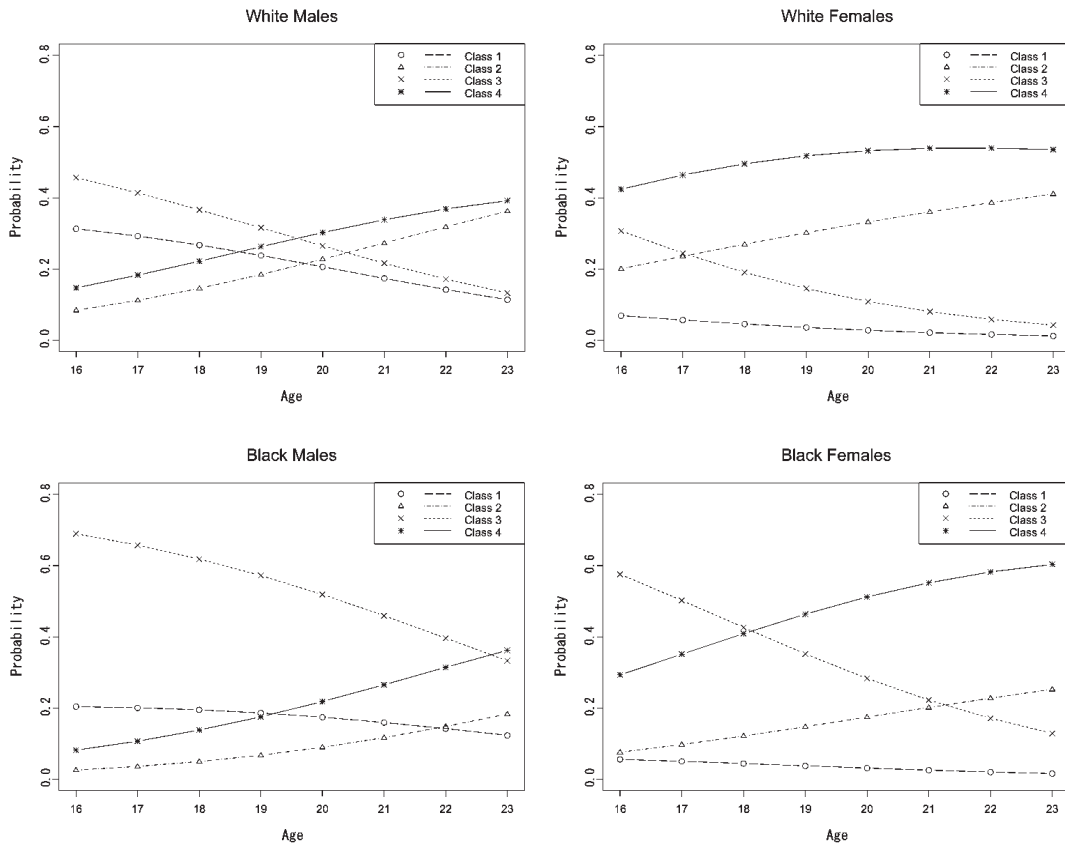 White Males
Class 1
Class 2
Class 3
Class 4
Probability
0.0 0.2 0.4 0.6 0.8
16 17 18 19 20 21 22 23
Age
White Females
Class 1
Class 2
Class 3
Class 4
Probability
0.0 0.2 0.4 0.6 0.8
16 17 18 19 20 21 22 23
Age
Black Males
Class 1
Class 2
Class 3
Class 4
Probability
0.0 0.2 0.4 0.6 0.8
16 17 18 19 20 21 22 23
Age
Black Females
Class 1
Class 2
Class 3
Class 4
Probability
0.0 0.2 0.4 0.6 0.8
16 17 18 19 20 21 22 23
Age